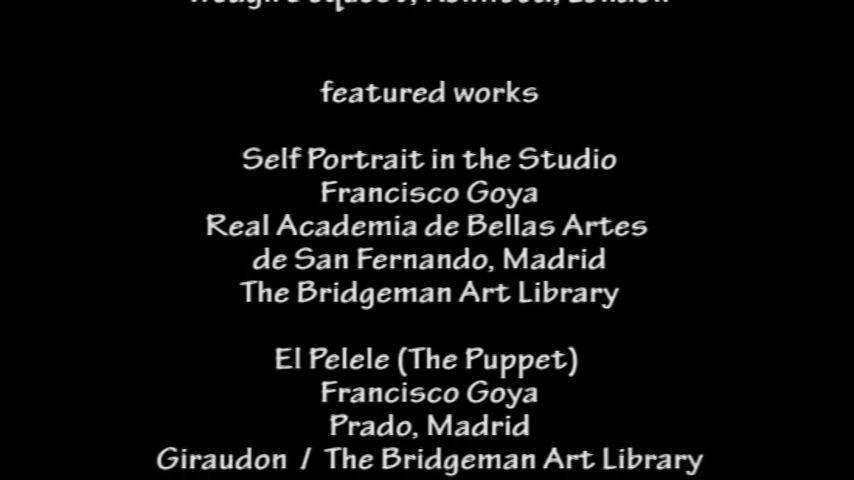 London
featured works
Self Portrait in the Studio
Francisco Goya
Real Academia de Bellas Artes
de San Fernando, Madrid
The Bridgeman Art Library
El Pelele (The Puppet)
Francisco Goya
Prado, Madrid
Giraudon / The Bridgeman Art Library